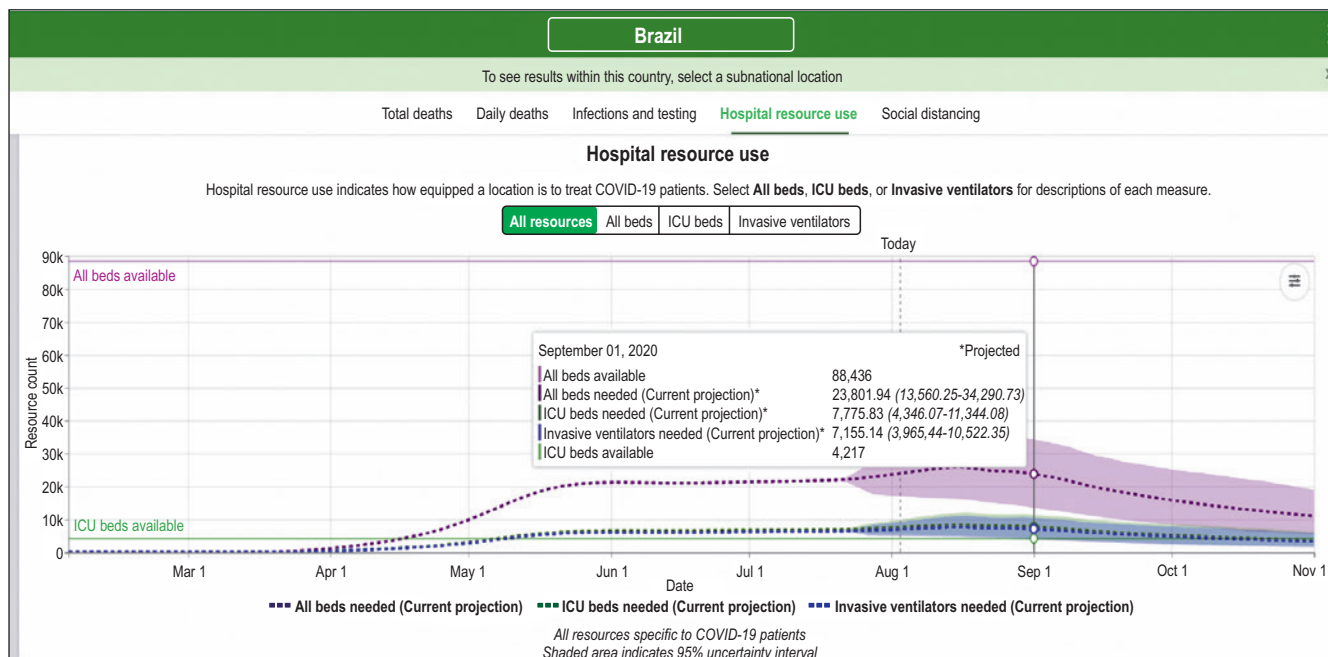 Brazil
To see results within this country, select a subnational location
Total deaths Daily deaths Infections and testing Hospital resource use Social distancing
Hospital resource use
Hospital resource use indicates how equipped a location is to treat COVID-19 patients. Select All beds, ICU beds, or Invasive ventilators for descriptions of each measure.
All resources All beds ICU beds Invasive ventilators
Today
90k
All beds available
80k
70k
60k
50k
40k
30k
20k
10k
0
Resource count
ICU beds available
September 01, 2020 *Projected
All beds available 88,436
All beds needed (Current projection)* 23,801.94 (13,560.25-34,290.73)
ICU beds needed (Current projection)* 7,775.83 (4,346.07-11,344.08)
Invasive ventilators needed (Current projection)* 7,155.14 (3,965,44-10,522.35)
ICU beds available 4,217
Mar 1 Apr 1 May 1 Jun 1 Jul 1 Aug 1 Sep 1 Oct 1 Nov 1
Date
All beds needed (Current projection) ICU beds needed (Current projection) Invasive ventilators needed (Current projection)
All resources specific to COVID-19 patients
Shaded area indicates 95% uncertainty interval